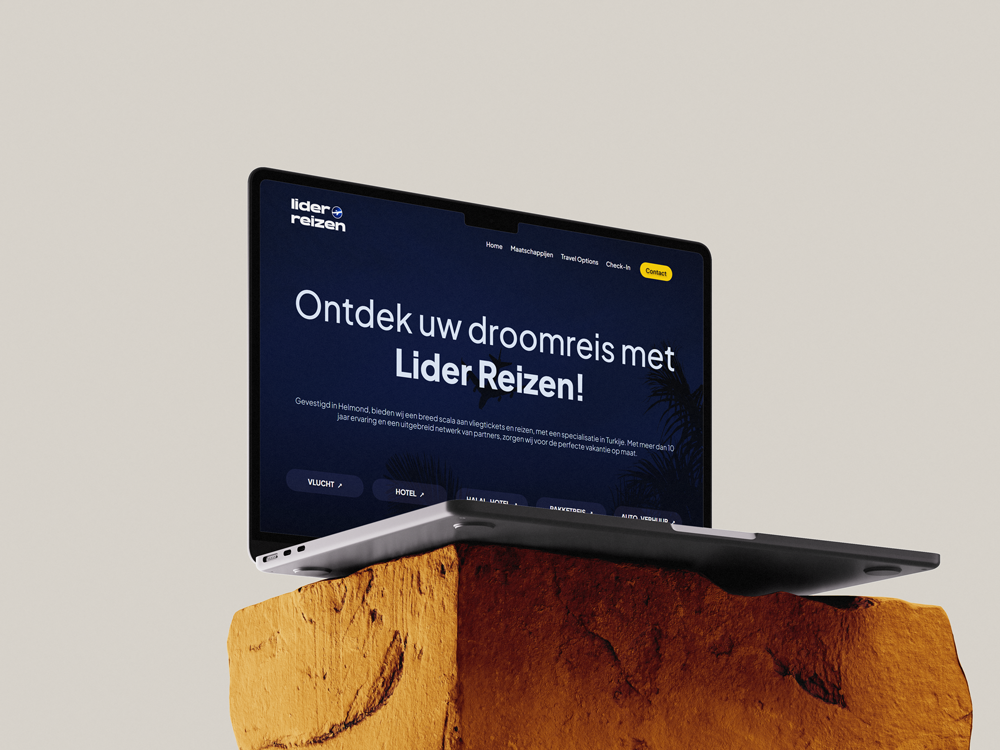 lider
reizen
Home Maatschappijen Travel Options Check-In Contact
Ontdek uw droomreis met
Lider Reizen!
Gevestigd in Helmond, bieden wij een breed scala aan vliegtickets en reizen, met een specialisatie in Turkije. Met meer dan 10
jaar ervaring en een uitgebreid netwerk van partners, zorgen wij voor de perfecte vakantie op maat.
VLUCHT ↗ HOTEL ↗ HALAL HOTEL ↗ PAKKETREIS ↗ AUTO VERHUUR ↗